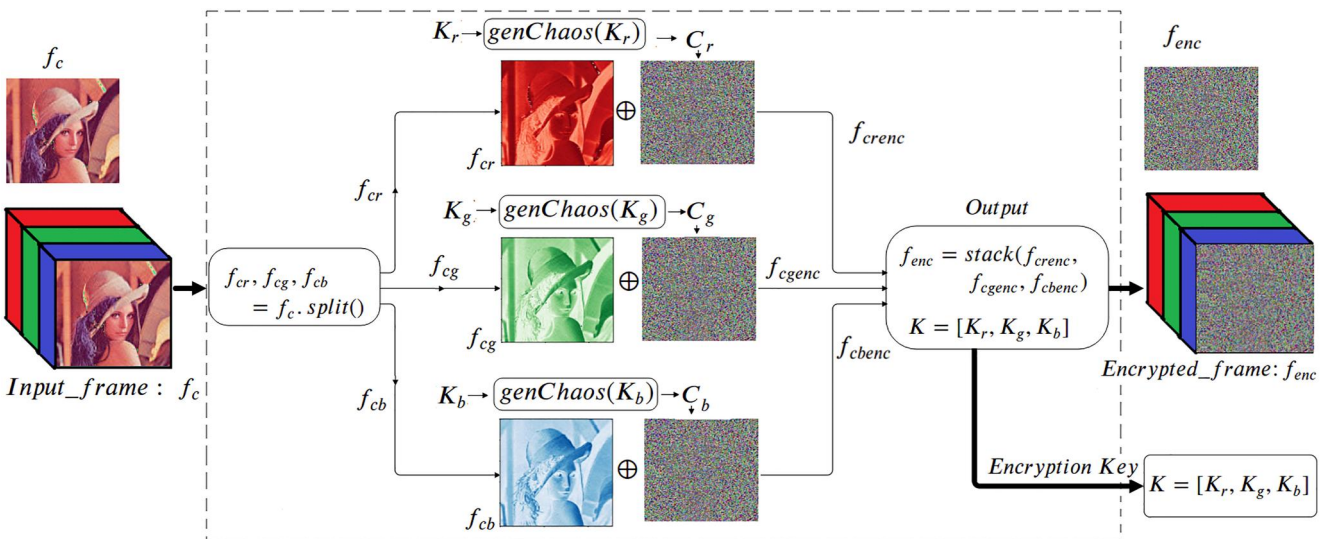 f_c
Input_frame : f_c
f_cr, f_cg, f_cb
= f_c. split()
f_cr
f_cg
f_cb
K_r
genChaos(K_r)
C_r
f_cr
⊕
f_crenc
K_g
genChaos(K_g)
C_g
f_cg
⊕
f_cgenc
K_b
genChaos(K_b)
C_b
f_cb
⊕
f_cbenc
Output
f_enc = stack(f_crenc,
f_cgenc, f_cbenc)
K = [K_r, K_g, K_b]
f_enc
Encrypted_frame: f_enc
Encryption Key
K = [K_r, K_g, K_b]